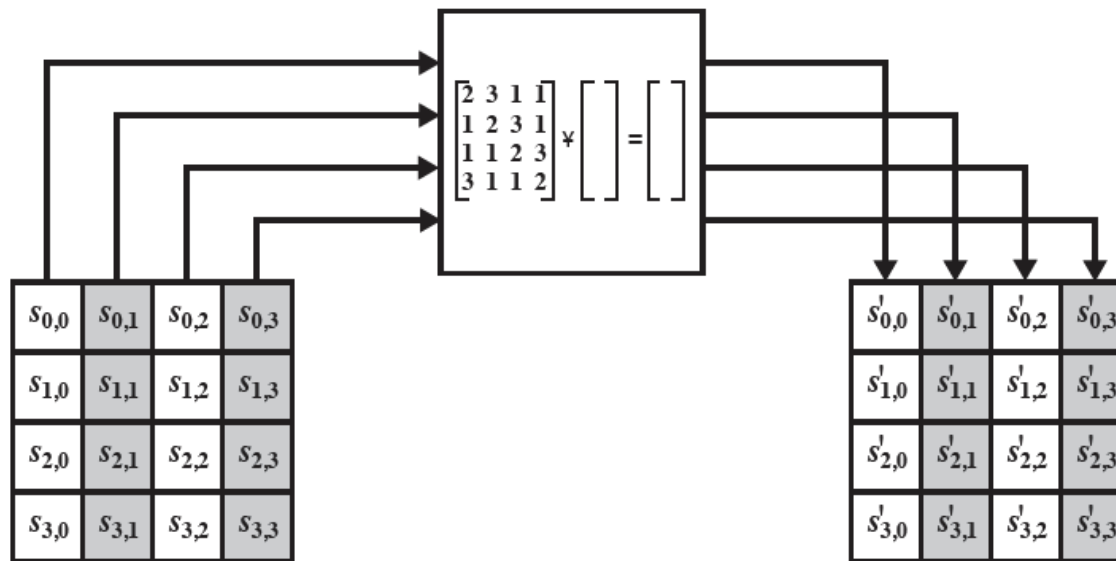 2 3 1 1
1 2 3 1
1 1 2 3
3 1 1 2
¥ =
s0,0 s0,1 s0,2 s0,3
s1,0 s1,1 s1,2 s1,3
s2,0 s2,1 s2,2 s2,3
s3,0 s3,1 s3,2 s3,3
s'0,0 s'0,1 s'0,2 s'0,3
s'1,0 s'1,1 s'1,2 s'1,3
s'2,0 s'2,1 s'2,2 s'2,3
s'3,0 s'3,1 s'3,2 s'3,3